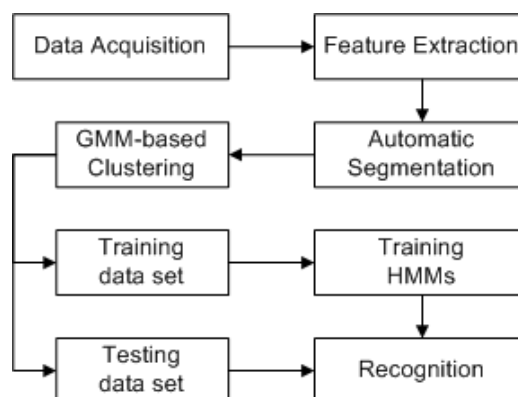 Data Acquisition
Feature Extraction
GMM-based
Clustering
Automatic
Segmentation
Training
data set
Training
HMMs
Testing
data set
Recognition